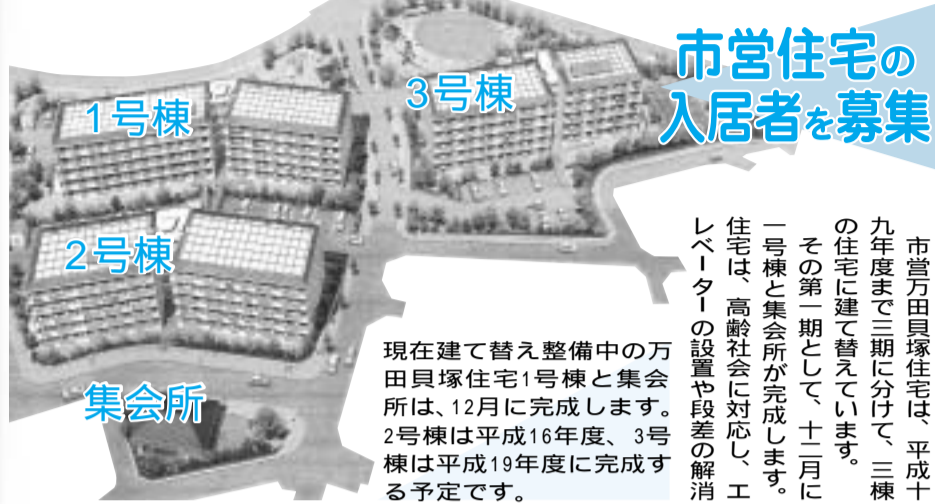 市営住宅の
入居者を募集
1号棟
2号棟
3号棟
集会所
現在建て替え整備中の万
田貝塚住宅1号棟と集会
所は、12月に完成します。
2号棟は平成16年度、3号
棟は平成19年度に完成す
る予定です。
市営万田貝塚住宅は、平成十
九年度まで三期に分けて、三棟
の住宅に建て替えています。
その第一期として、十二月に
一号棟と集会所が完成します。
住宅は、高齢社会に対応し、エ
レベーターの設置や段差の解消